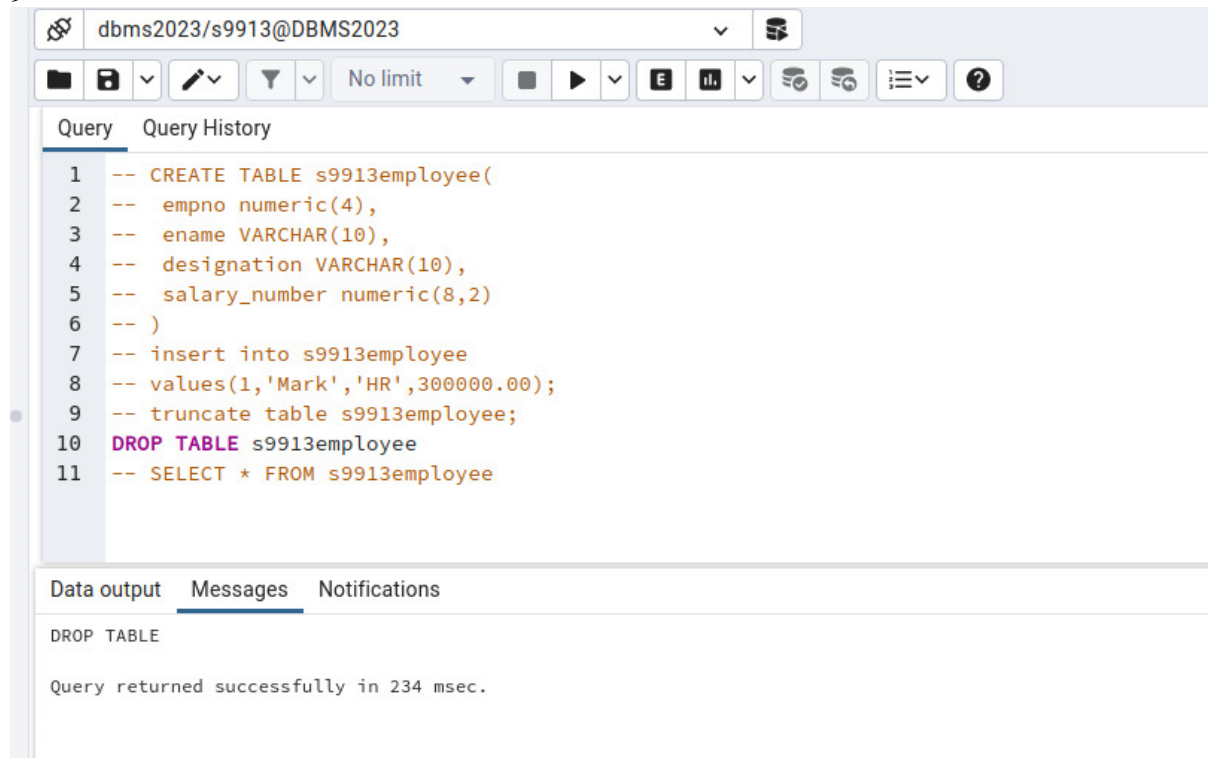 dbms2023/s9913@DBMS2023
No limit
Query Query History
1 -- CREATE TABLE s9913employee(
2 --  empno numeric(4),
3 --  ename VARCHAR(10),
4 --  designation VARCHAR(10),
5 --  salary_number numeric(8,2)
6 -- )
7 -- insert into s9913employee
8 -- values(1,'Mark','HR',300000.00);
9 -- truncate table s9913employee;
10 DROP TABLE s9913employee
11 -- SELECT * FROM s9913employee
Data output Messages Notifications
DROP TABLE
Query returned successfully in 234 msec.